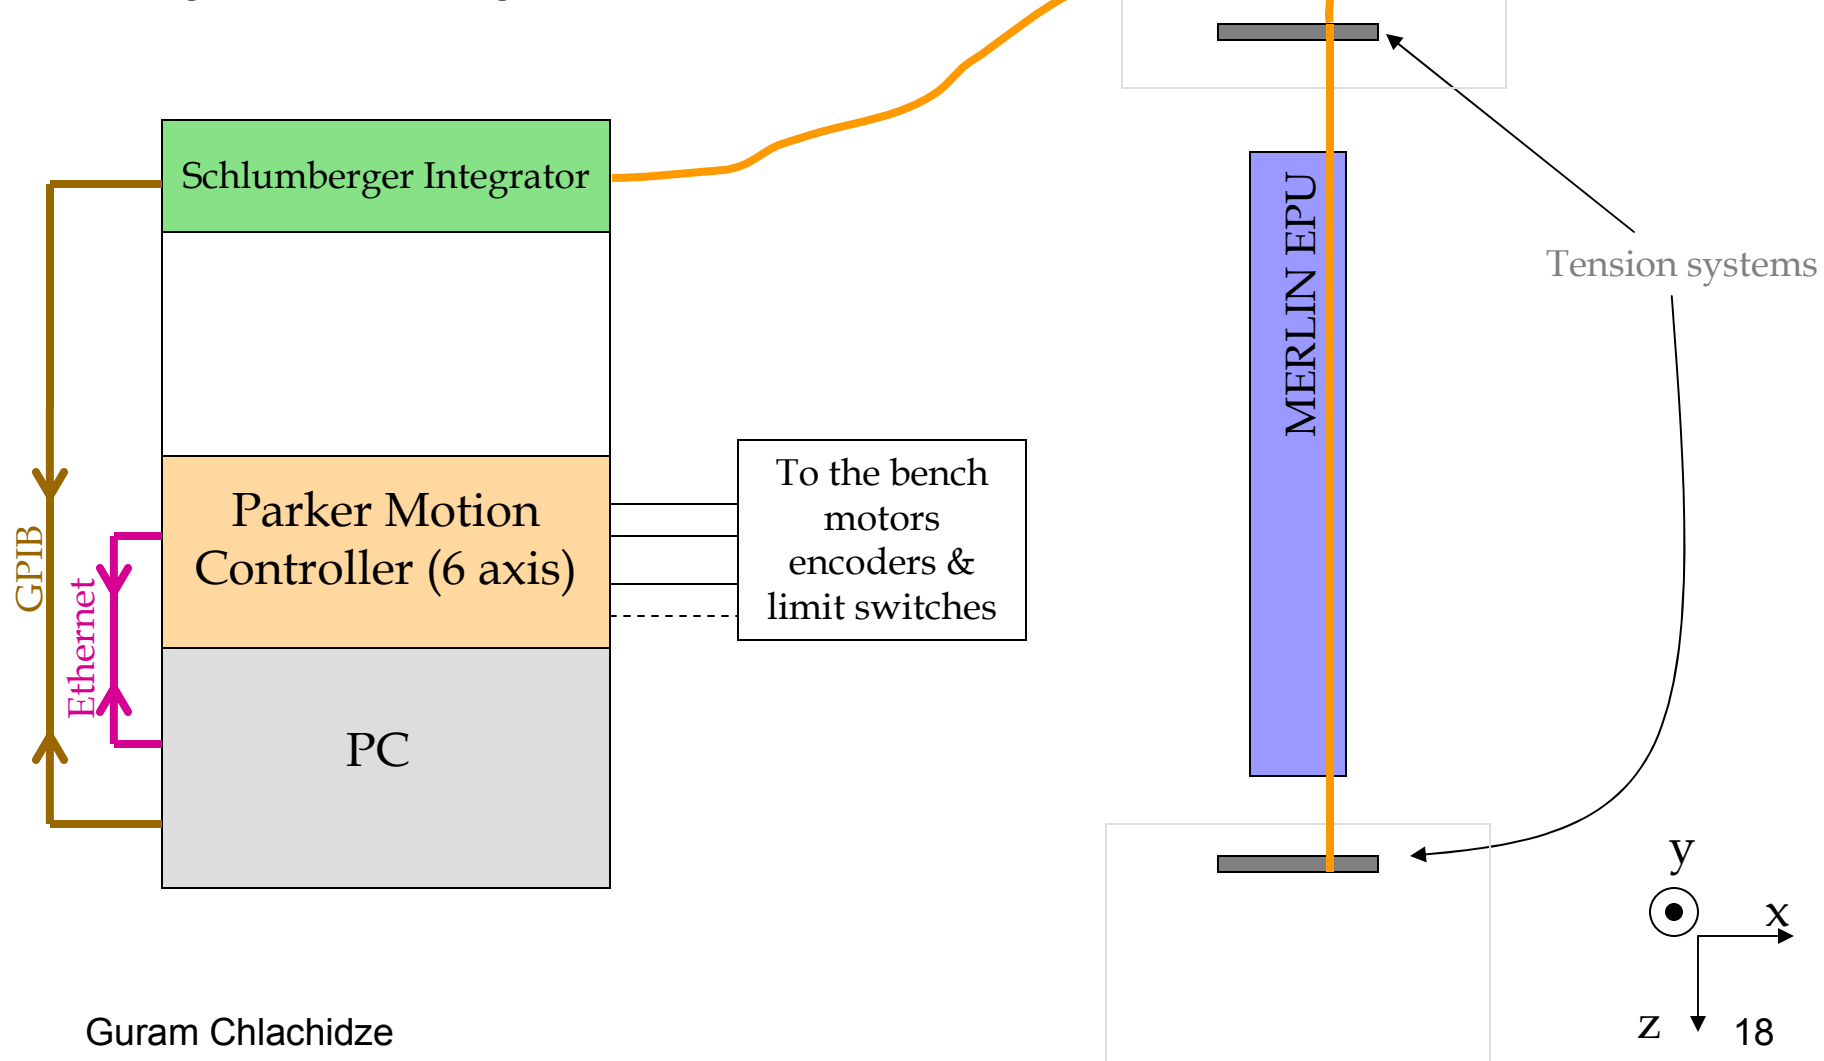 Schlumberger Integrator
MERLIN EPU
Tension systems
To the bench
motors
encoders &
limit switches
Parker Motion
Controller (6 axis)
GPIB
Ethernet
PC
y
x
z
Guram Chlachidze
18